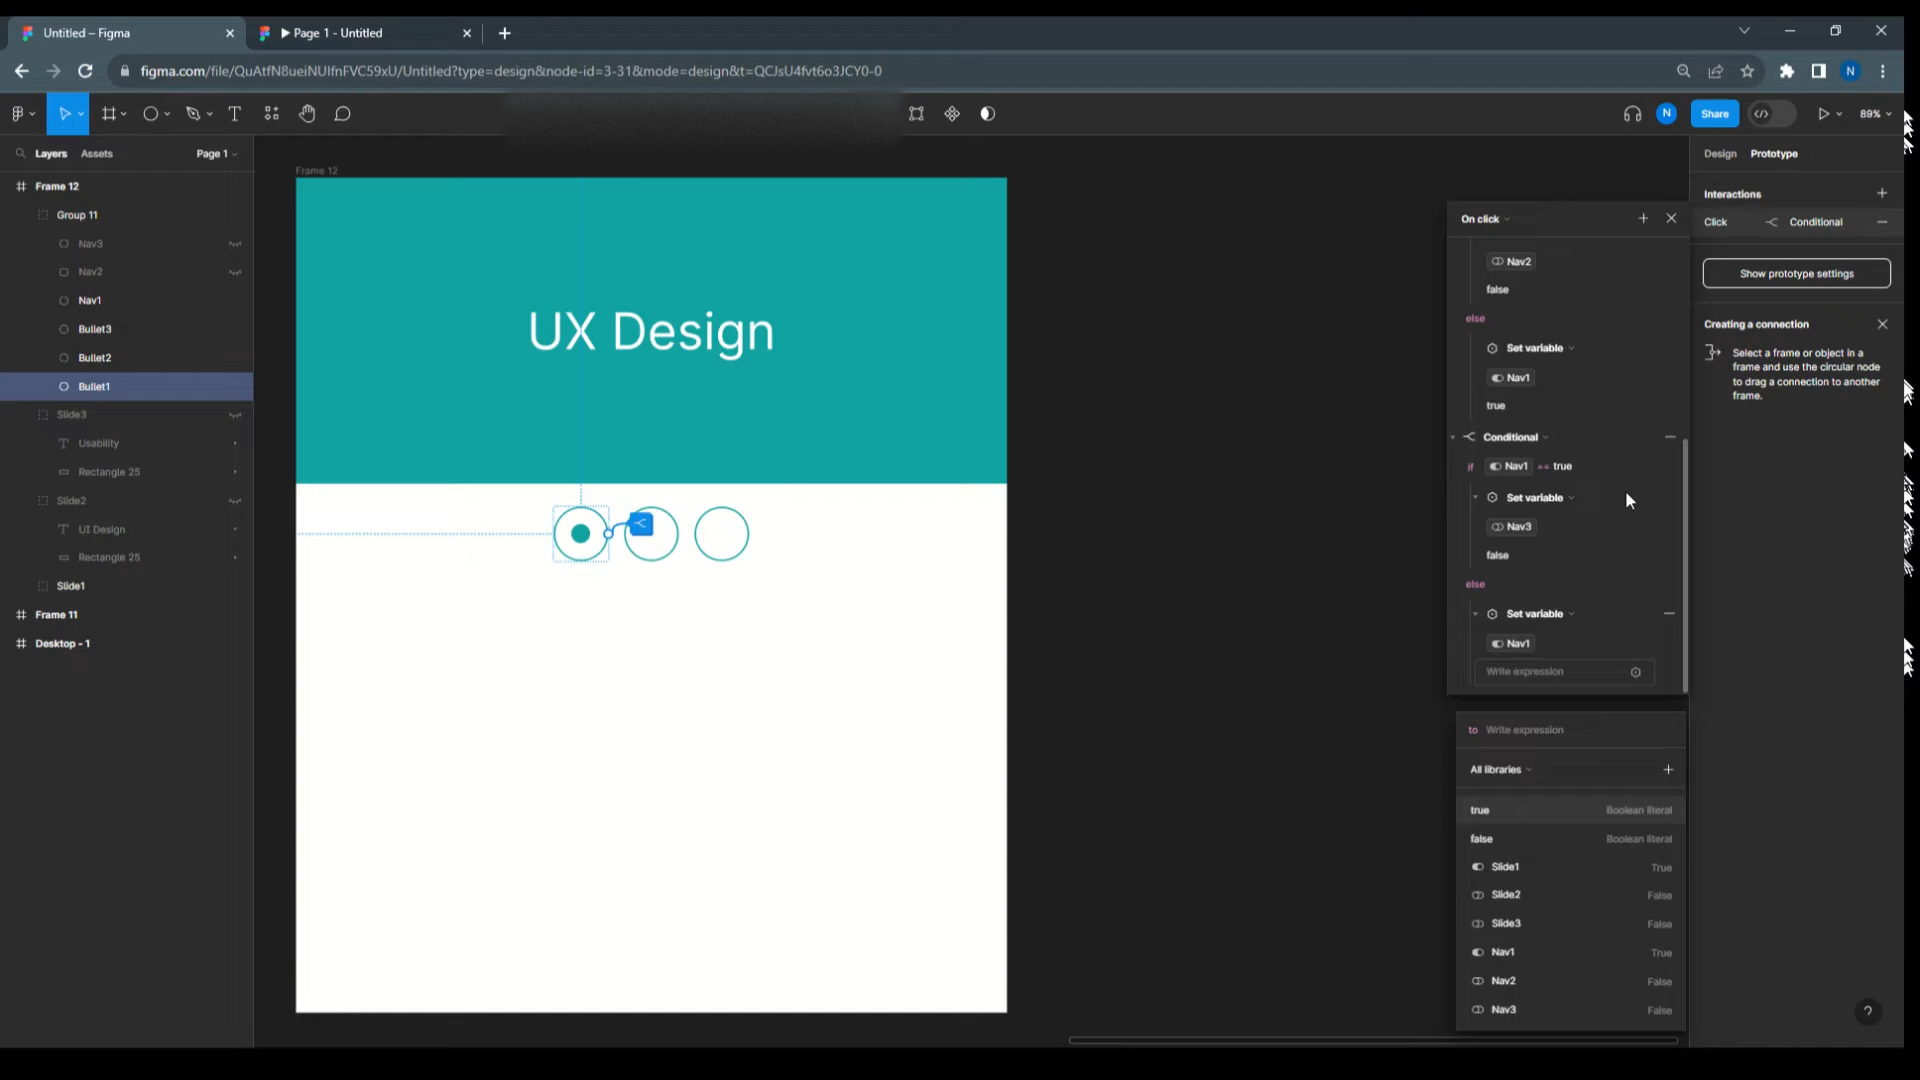 Untitled – Figma
Page 1 - Untitled
figma.com/file/QuAtfN8ueiNUIfnFVC59xU/Untitled?type=design&node-id=3-31&mode=design&t=QCJsU4fvt6o3JCY0-0
N
N
Share
89%
Layers
Assets
Page 1
Frame 12
Group 11
Nav3
Nav2
Nav1
Bullet3
Bullet2
Bullet1
Slide3
Usability
Rectangle 25
Slide2
UI Design
Rectangle 25
Slide1
Frame 11
Desktop - 1
Frame 12
UX Design
On click
Nav2
false
else
Set variable
Nav1
true
Conditional
if Nav1 == true
Set variable
Nav3
false
else
Set variable
Nav1
Write expression
to Write expression
All libraries
true Boolean literal
false Boolean literal
Slide1 True
Slide2 False
Slide3 False
Nav1 True
Nav2 False
Nav3 False
Design
Prototype
Interactions
Click Conditional
Show prototype settings
Creating a connection
Select a frame or object in a
frame and use the circular node
to drag a connection to another
frame.
?